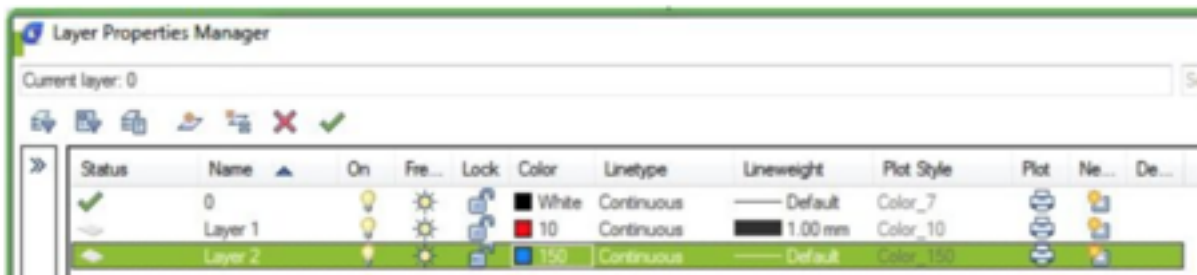 Layer Properties Manager
Current layer: 0
Status Name On Fre... Lock Color Linetype Lineweight Plot Style Plot Ne... De...
0 White Continuous Default Color_7
Layer 1 10 Continuous 1.00 mm Color_10
Layer 2 150 Continuous Default Color_150